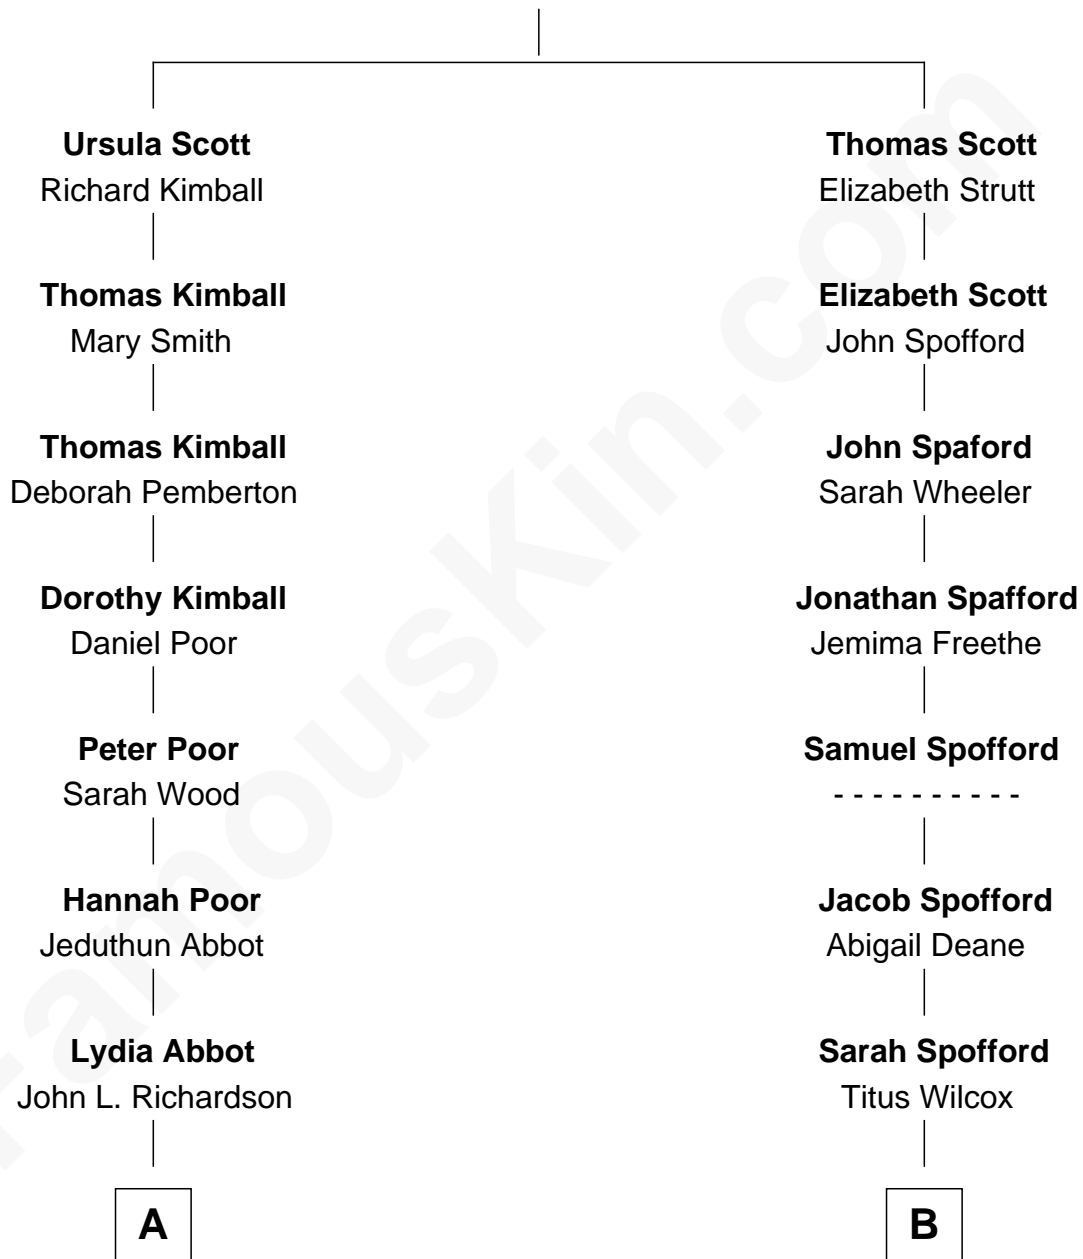 Ursula Scott
Richard Kimball
Thomas Kimball
Mary Smith
Thomas Kimball
Deborah Pemberton
Dorothy Kimball
Daniel Poor
Peter Poor
Sarah Wood
Hannah Poor
Jeduthun Abbot
Lydia Abbot
John L. Richardson
A
Thomas Scott
Elizabeth Strutt
Elizabeth Scott
John Spofford
John Spaford
Sarah Wheeler
Jonathan Spafford
Jemima Freethe
Samuel Spofford
- - - - - - - - - -
Jacob Spofford
Abigail Deane
Sarah Spofford
Titus Wilcox
B
FamousKin.com